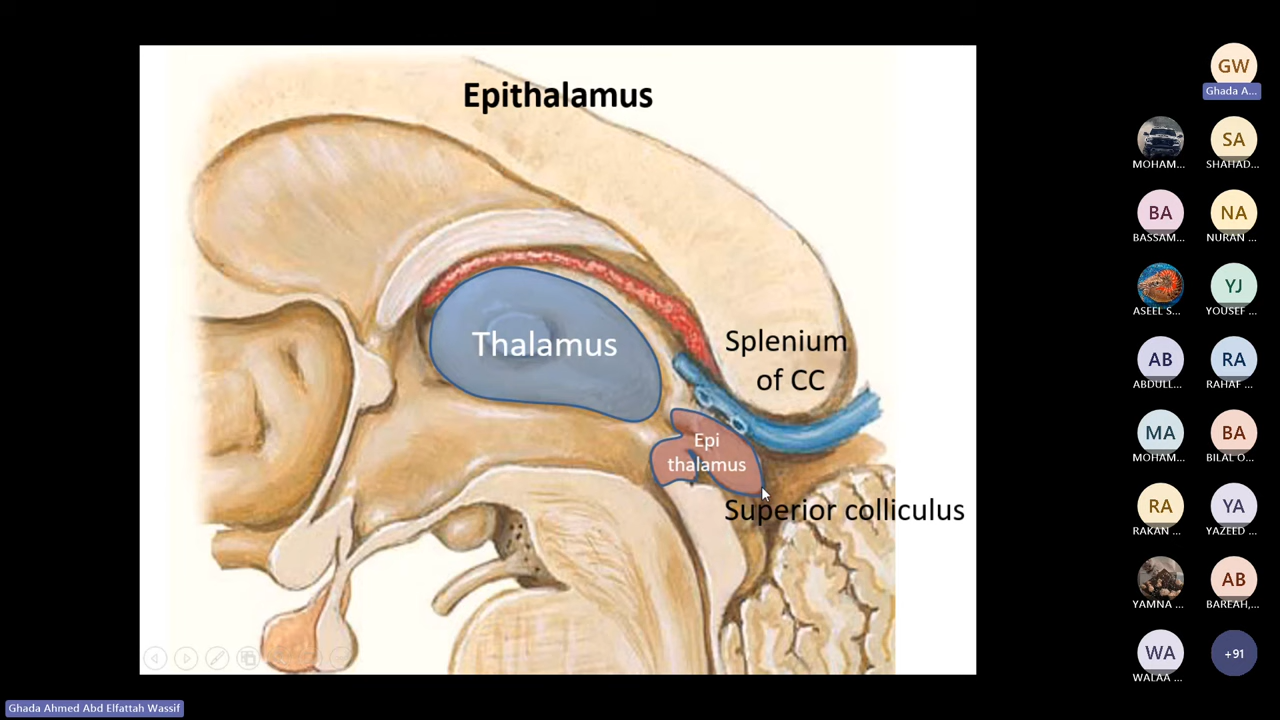 Epithalamus
Thalamus
Splenium
of CC
Epi
thalamus
Superior colliculus
GW
Ghada A...
MOHAM...
SA
SHAHAD...
BA
BASSAM...
NA
NURAN ...
ASEEL S...
YJ
YOUSEF ...
AB
ABDULL...
RA
RAHAF ...
MA
MOHAM...
BA
BILAL O...
RA
RAKAN ...
YA
YAZEED ...
YAMNA ...
AB
BAREAH,...
WA
WALAA ...
+91
Ghada Ahmed Abd Elfattah Wassif